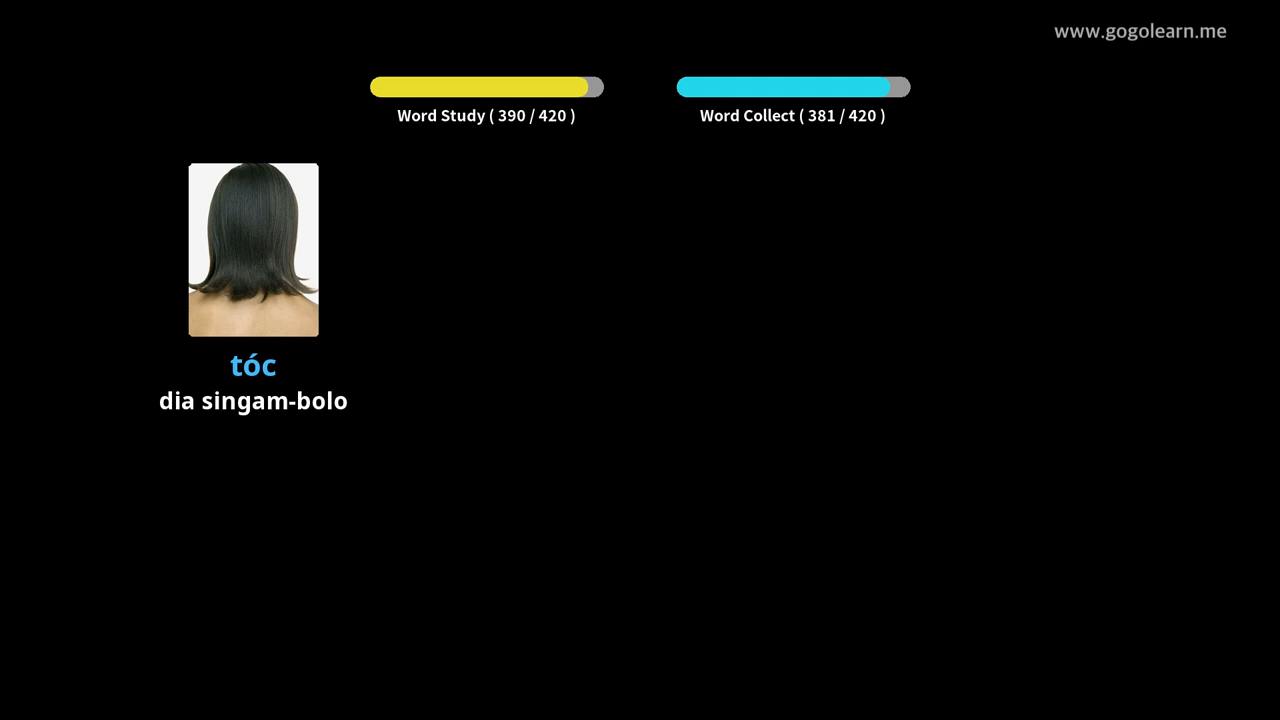 www.gogolearn.me
Word Study ( 390 / 420 )
Word Collect ( 381 / 420 )
tóc
dia singam-bolo